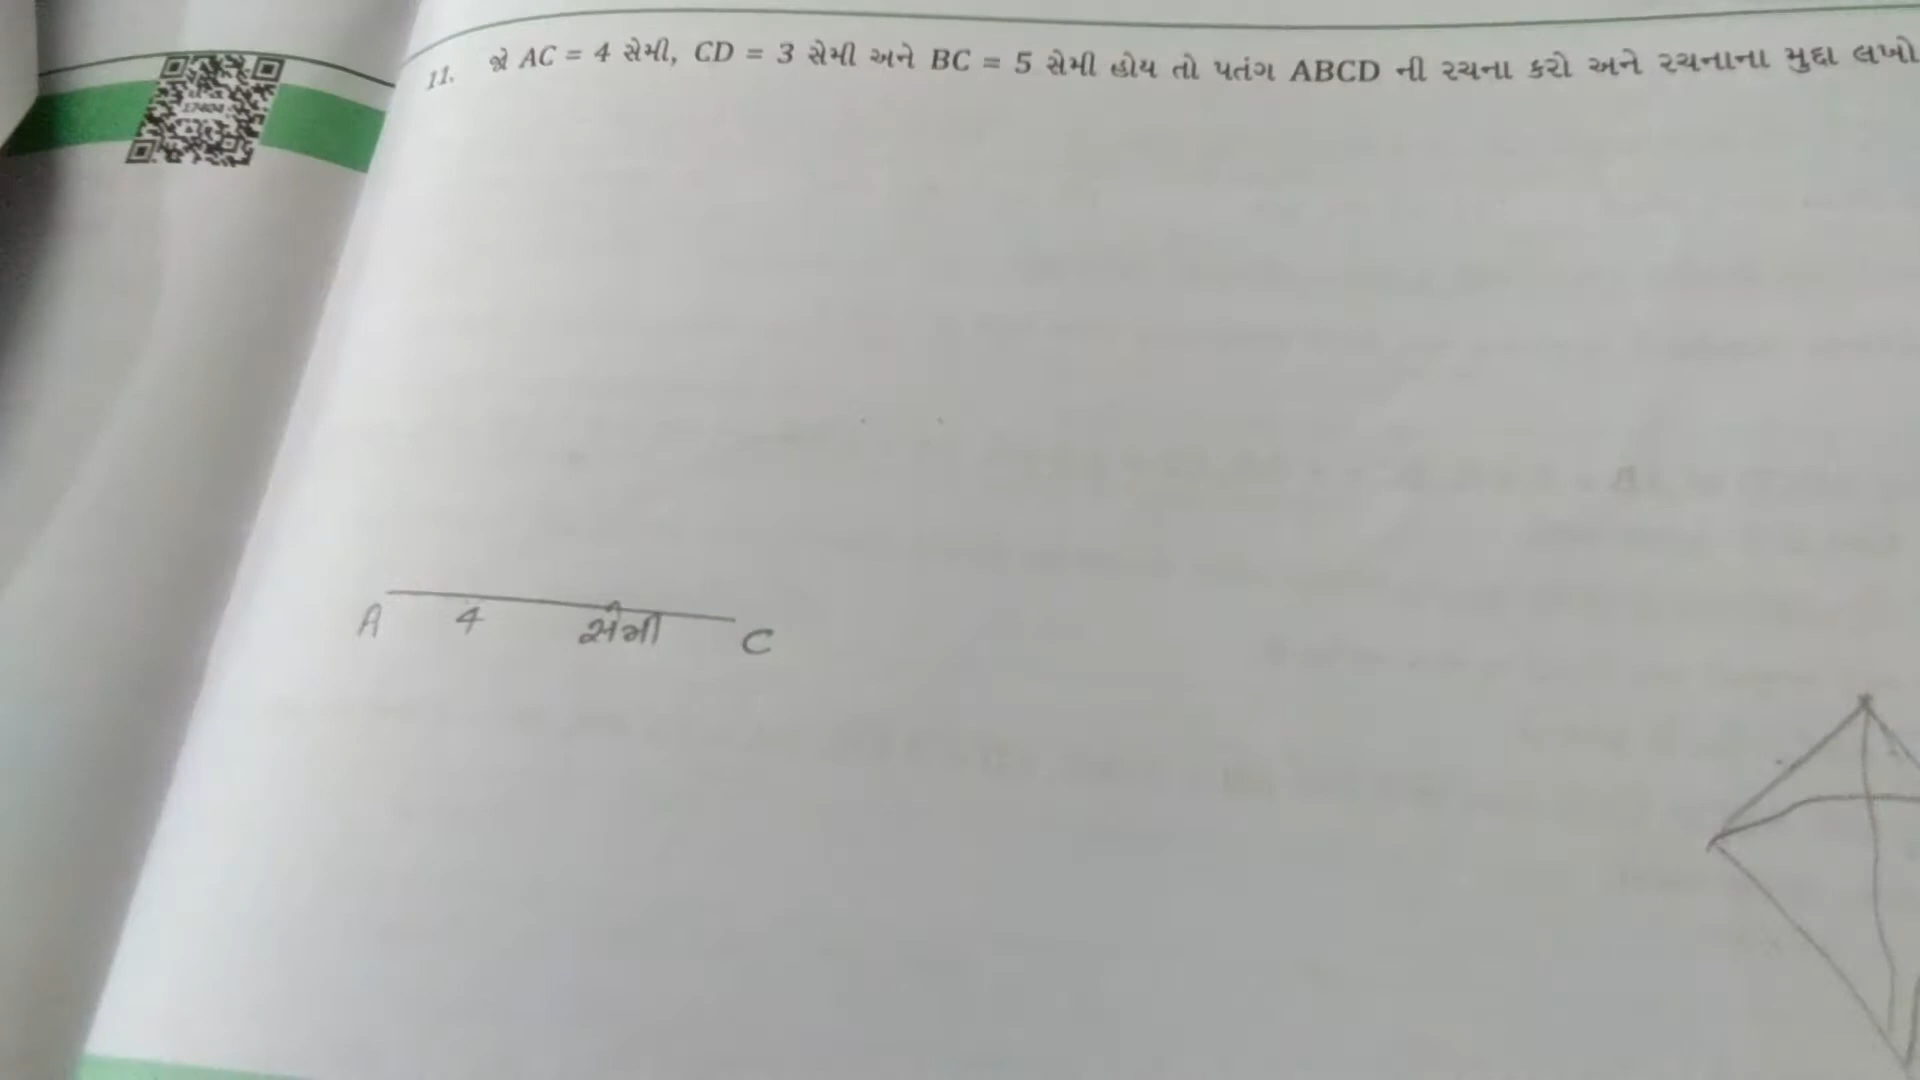 11. જો AC = 4 સેમી, CD = 3 સેમી અને BC = 5 સેમી હોય તો પતંગ ABCD ની રચના કરો અને રચનાના મુદ્દા લખો
A 4 સેમી C